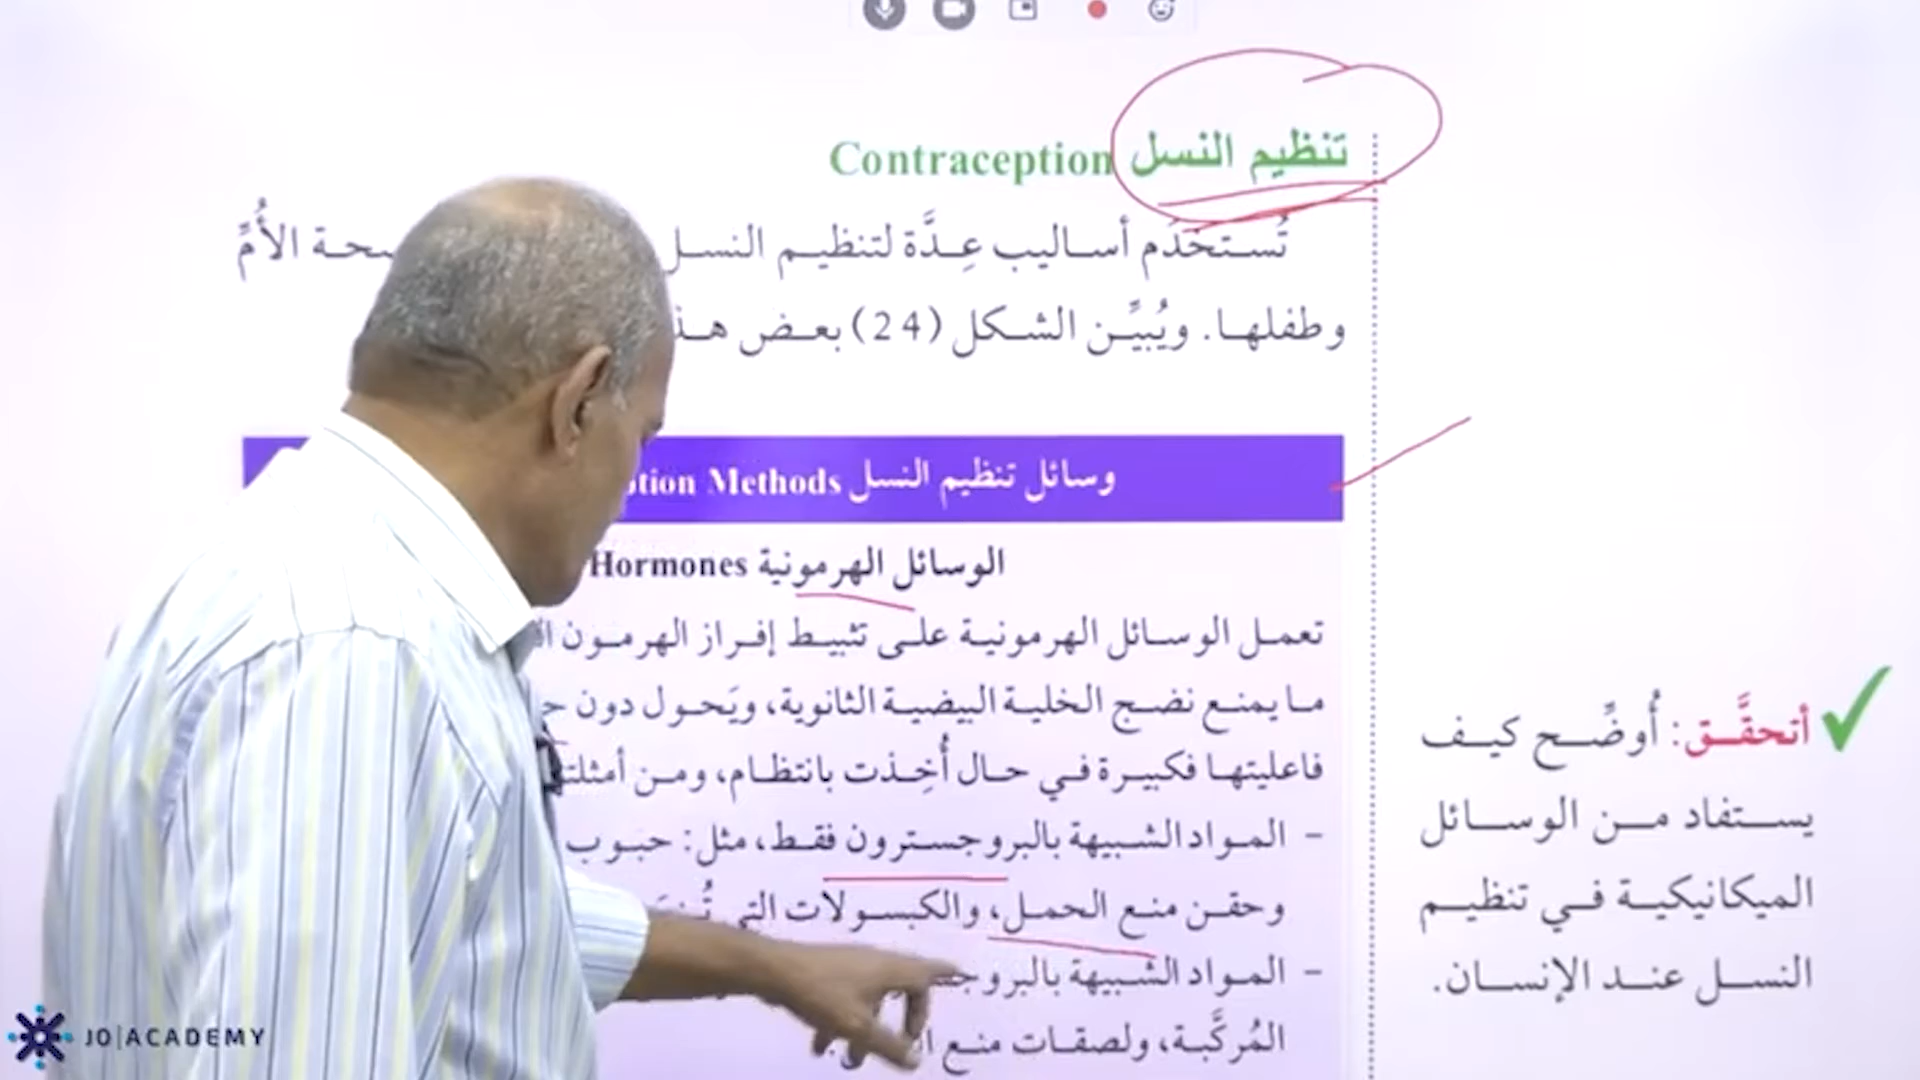 تنظيم النسل Contraception
تُستخدَم أساليب عِدَّة لتنظيم النسل الأُمِّ
وطفلها. ويُبيِّن الشكل (24) بعض
وسائل تنظيم النسل Methods
الوسائل الهرمونية Hormones
تعمل الوسائل الهرمونية على تثبيط إفراز الهرمون
ما يمنع نضج الخلية البيضية الثانوية، ويَحول دون
فاعليتها فكبيرة في حال أُخِذت بانتظام، ومن
– المواد الشبيهة بالبروجسترون فقط، مثل: حبوب
وحقن منع الحمل، والكبسولات التي
– المواد الشبيهة
المُركَّبة، ولصقات منع
أتحقَّق: أُوضِّح كيف
يستفاد من الوسائل
الميكانيكية في تنظيم
النسل عند الإنسان.
JO|ACADEMY